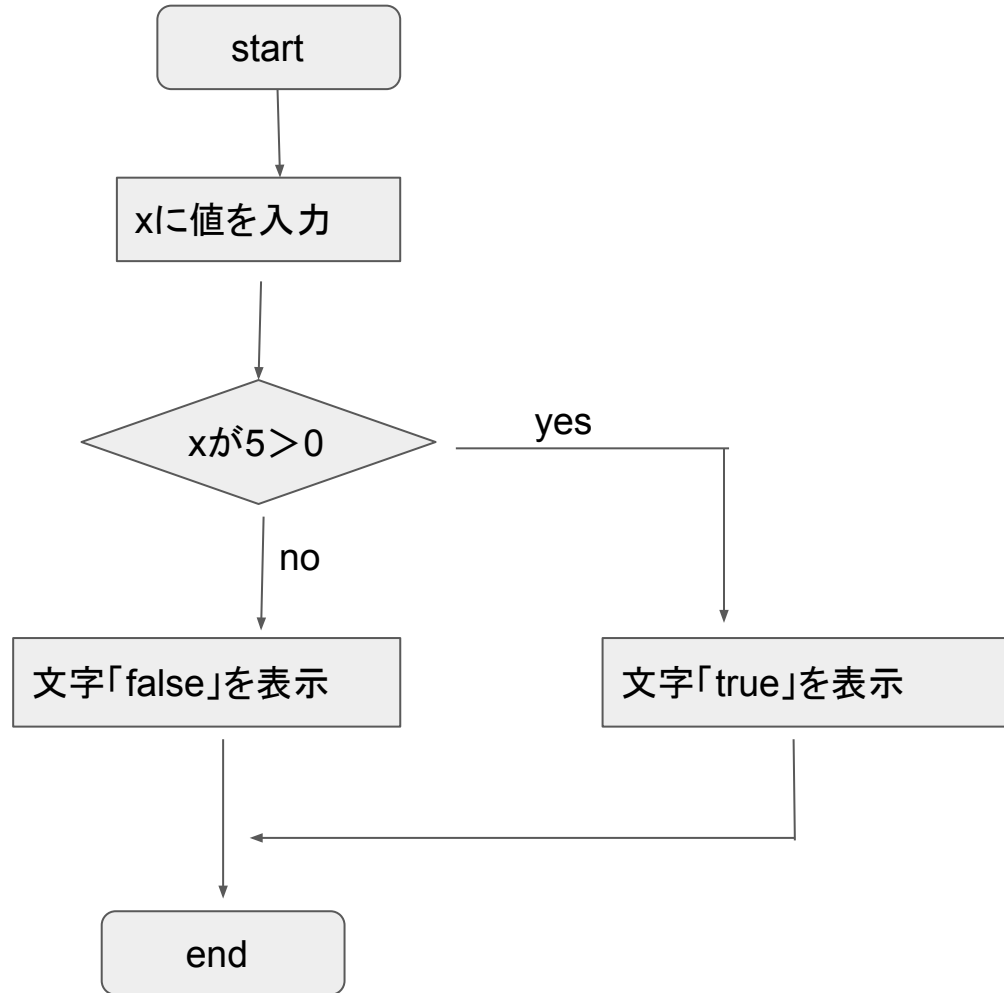 start
xに値を入力
xが5＞0
yes
no
文字「false」を表示
文字「true」を表示
end